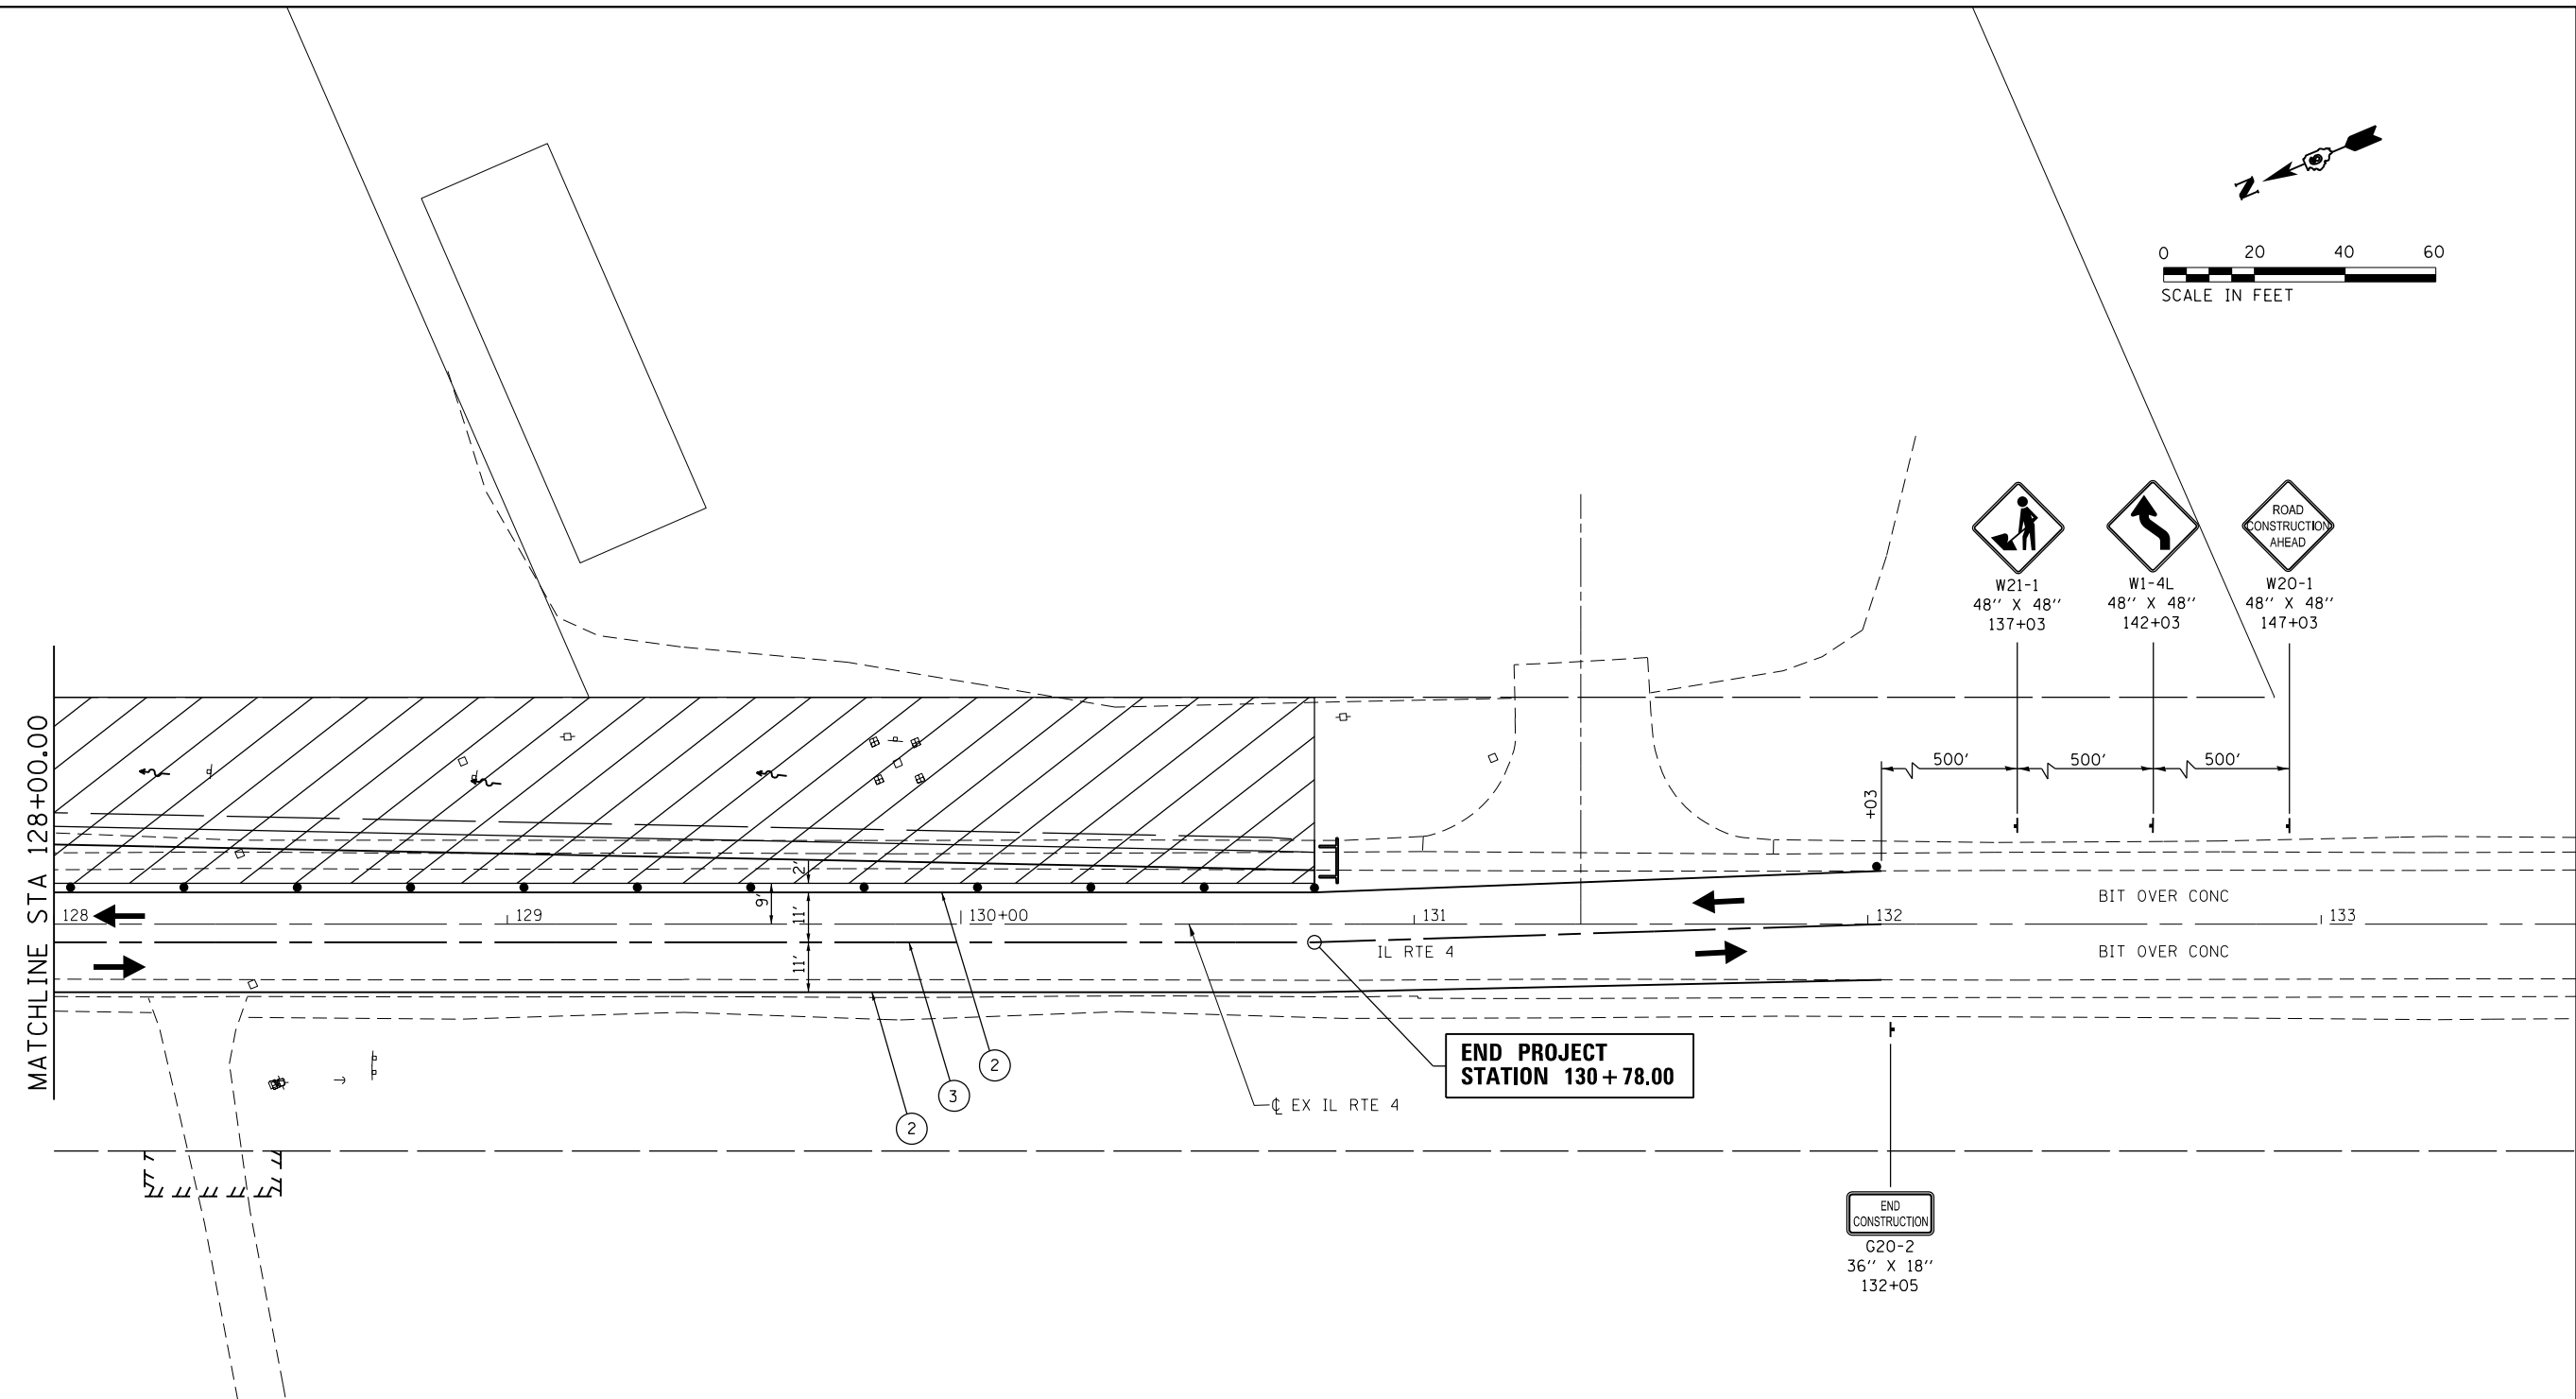 N
0 20 40 60
SCALE IN FEET
ROAD
CONSTRUCTION
AHEAD
W21-1
48'' X 48''
137+03
W1-4L
48'' X 48''
142+03
W20-1
48'' X 48''
147+03
500' 500' 500'
+03
MATCHLINE STA 128+00.00
2'
9'
11'
11'
128 129 130+00 131 132 133
BIT OVER CONC
IL RTE 4
BIT OVER CONC
END PROJECT
STATION 130+78.00
2
3
2
℄ EX IL RTE 4
END
CONSTRUCTION
G20-2
36'' X 18''
132+05